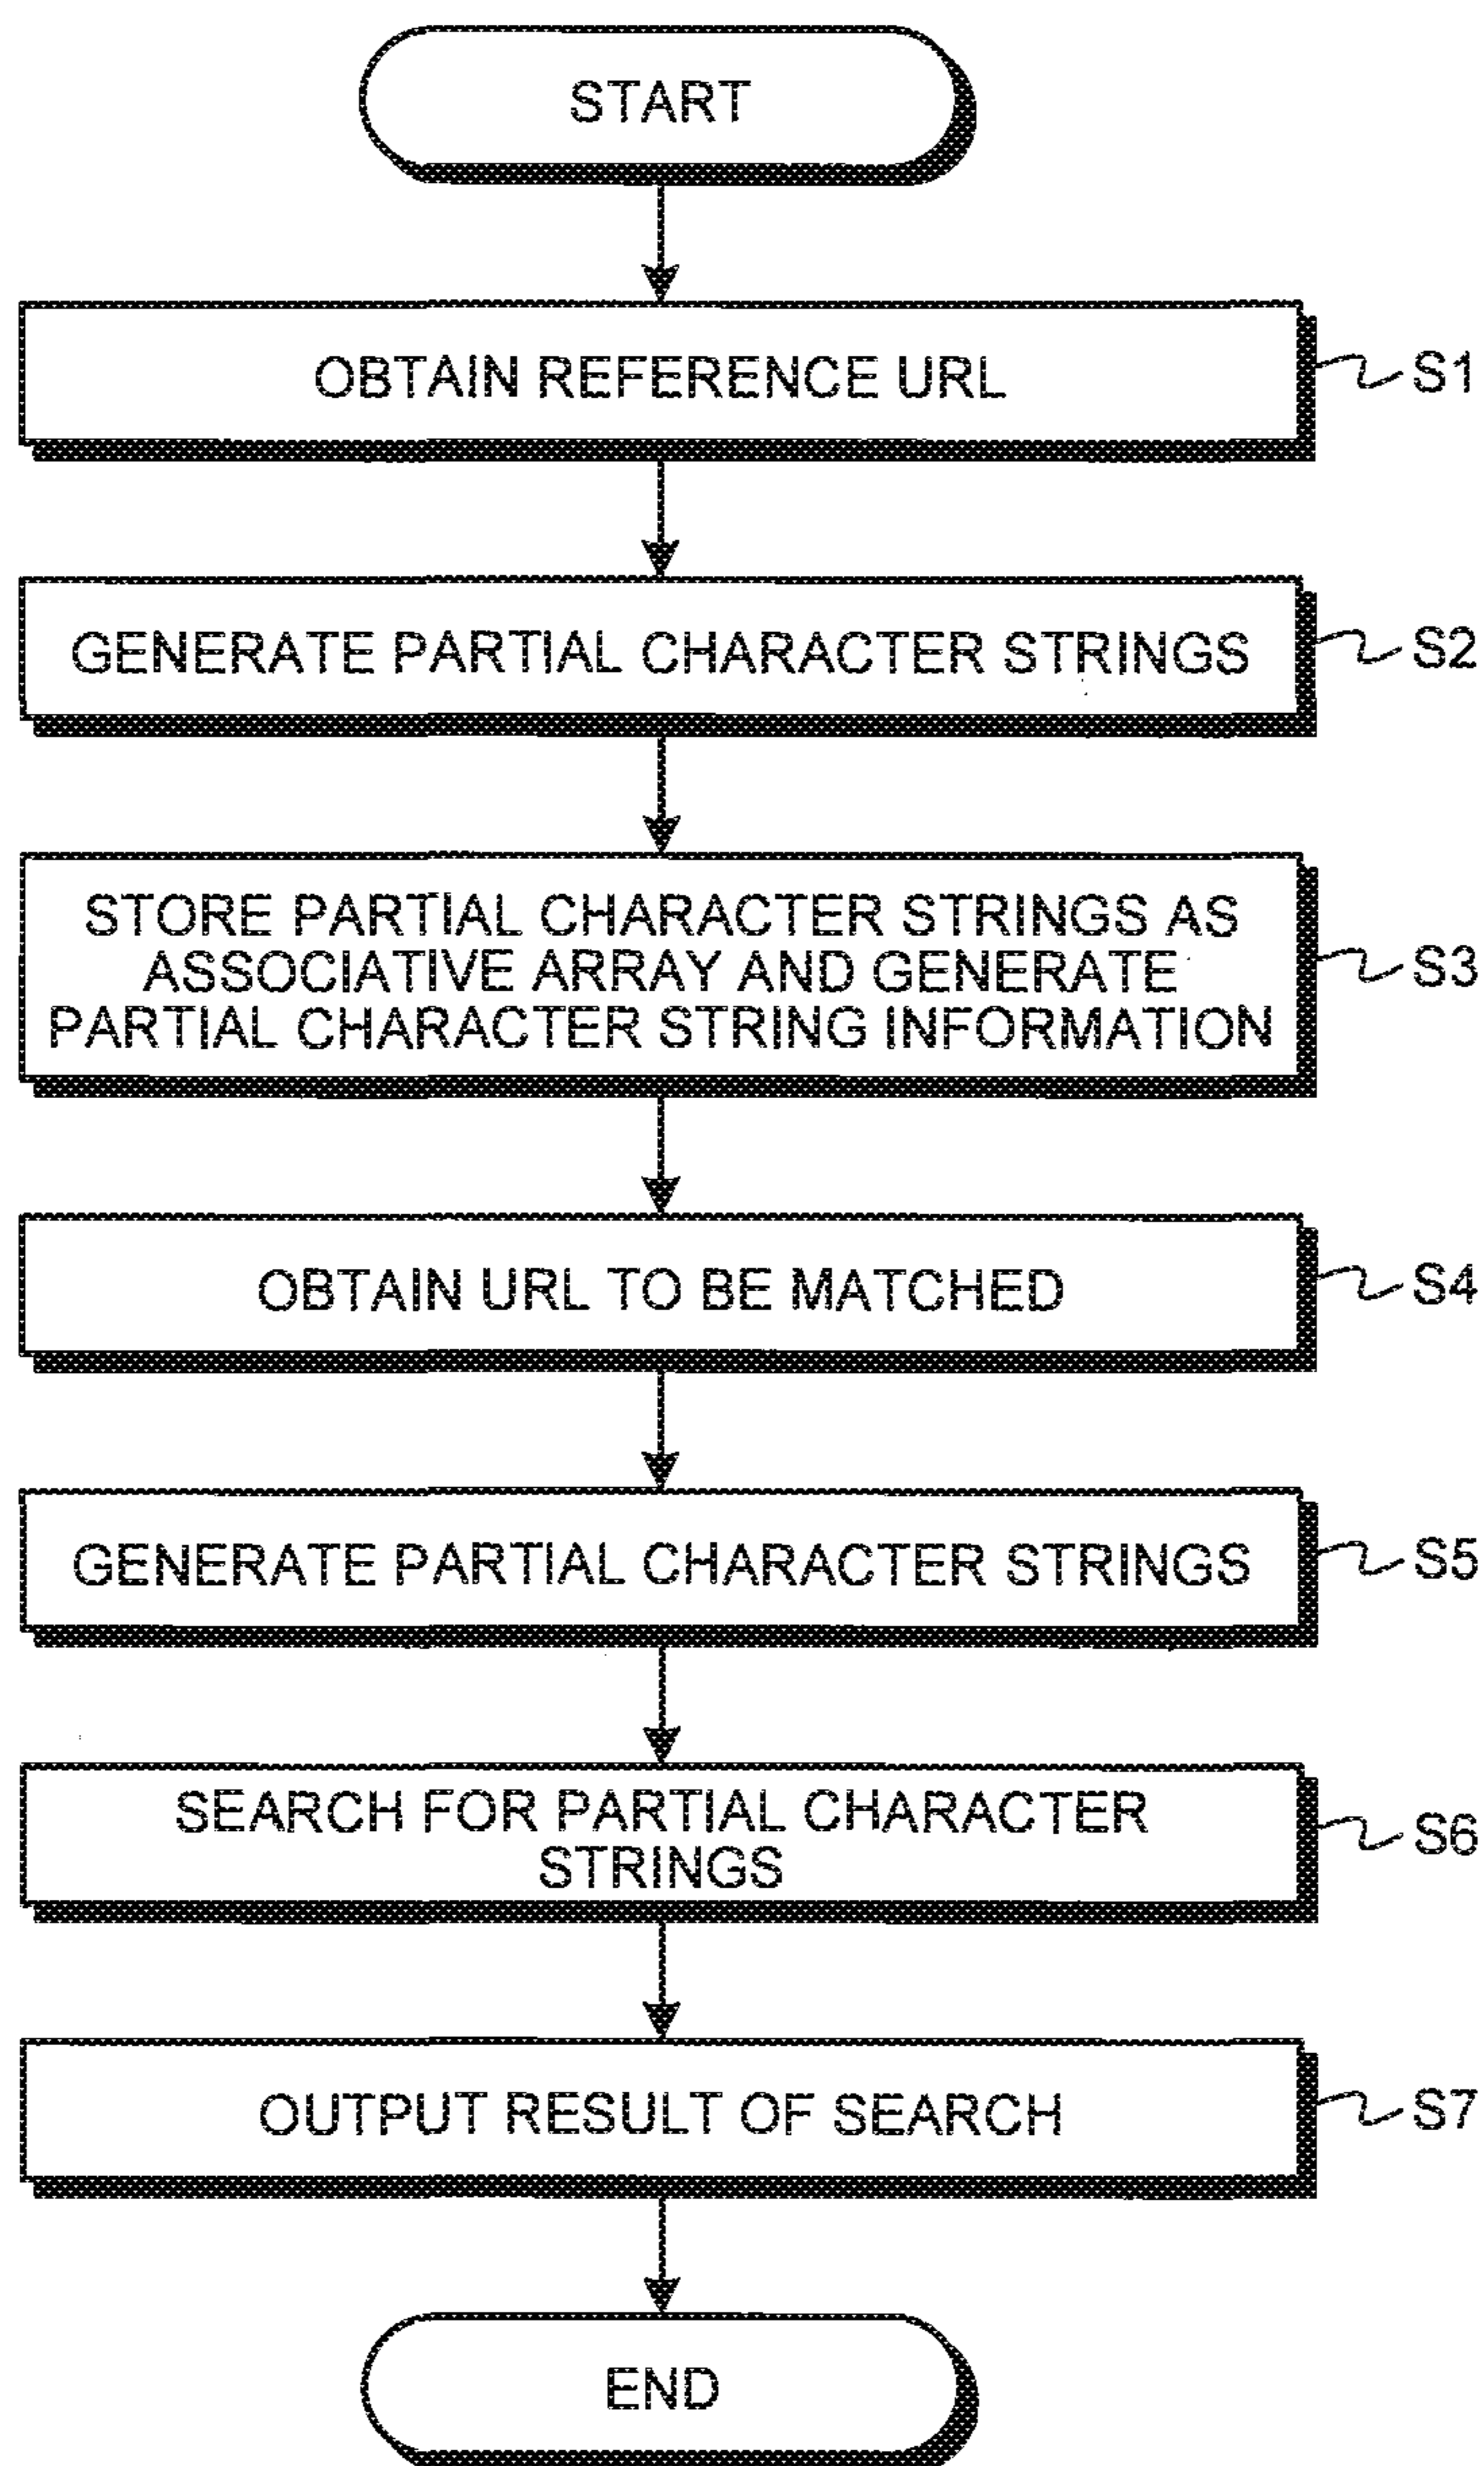 START
OBTAIN REFERENCE URL
S1
GENERATE PARTIAL CHARACTER STRINGS
S2
STORE PARTIAL CHARACTER STRINGS AS
ASSOCIATIVE ARRAY AND GENERATE
PARTIAL CHARACTER STRING INFORMATION
S3
OBTAIN URL TO BE MATCHED
S4
GENERATE PARTIAL CHARACTER STRINGS
S5
SEARCH FOR PARTIAL CHARACTER
STRINGS
S6
OUTPUT RESULT OF SEARCH
S7
END